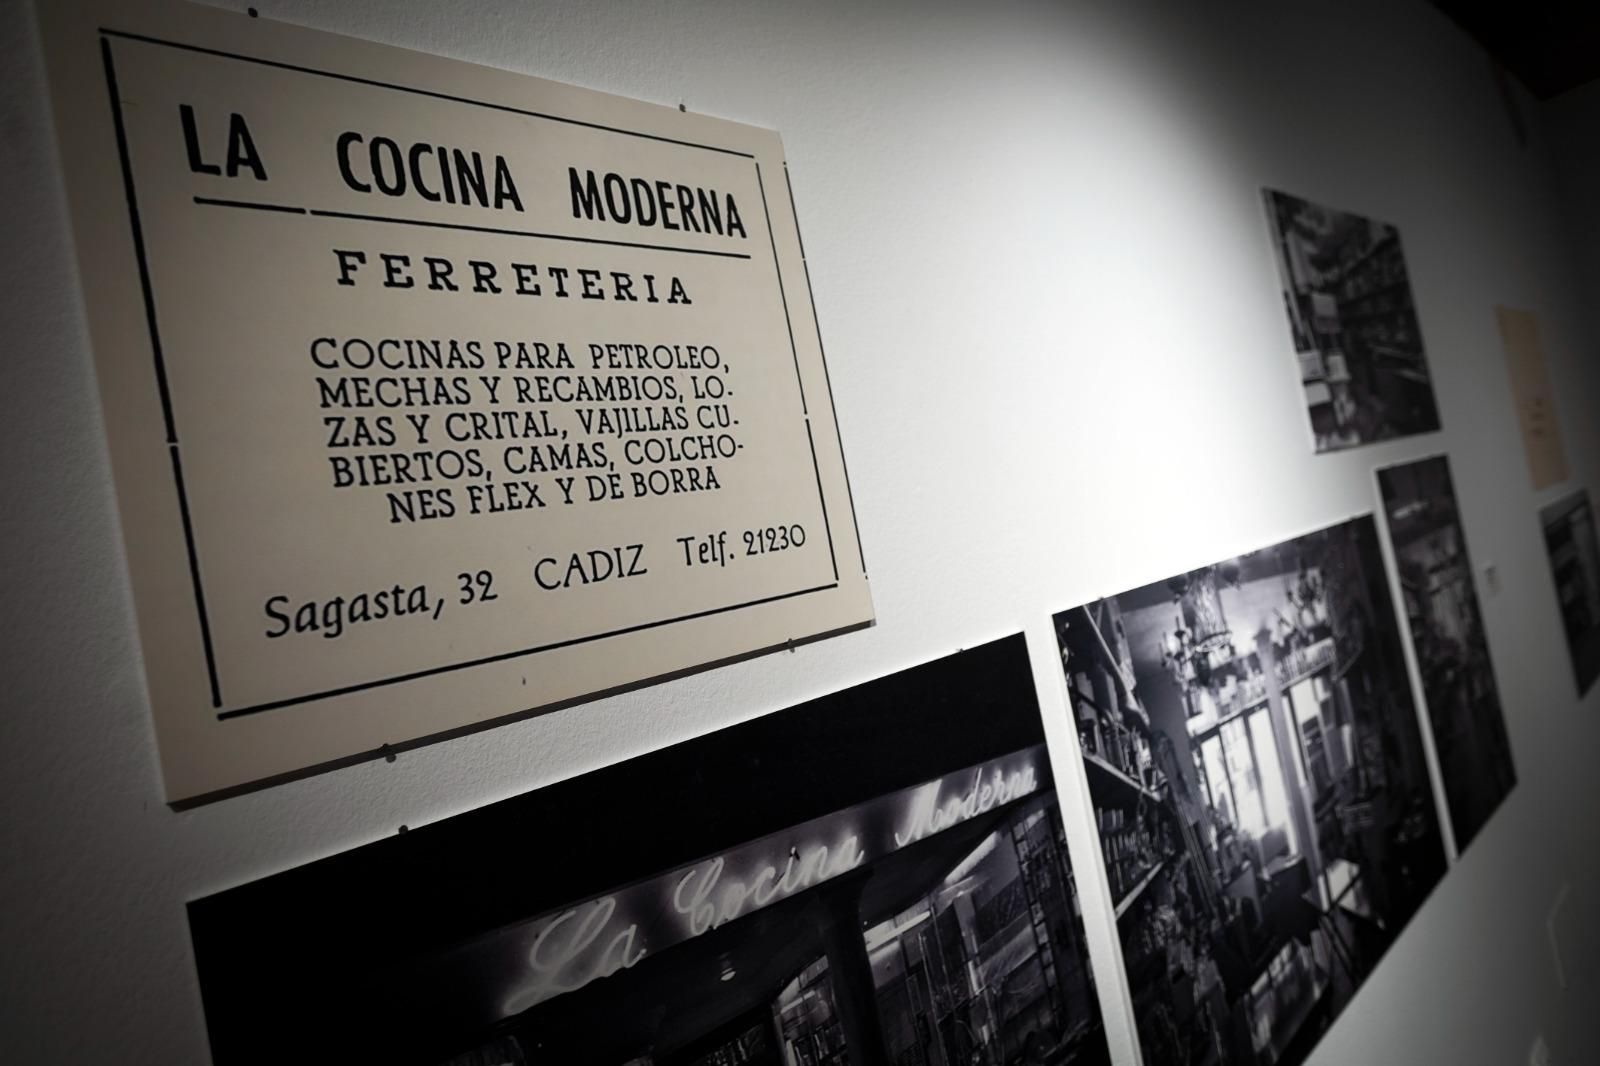 LA COCINA MODERNA
FERRETERIA
COCINAS PARA PETROLEO,
MECHAS Y RECAMBIOS, LO-
ZAS Y CRITAL, VAJILLAS CU-
BIERTOS, CAMAS, COLCHO-
NES FLEX Y DE BORRA
Sagasta, 32 CADIZ Telf. 21230
La Cocina Moderna